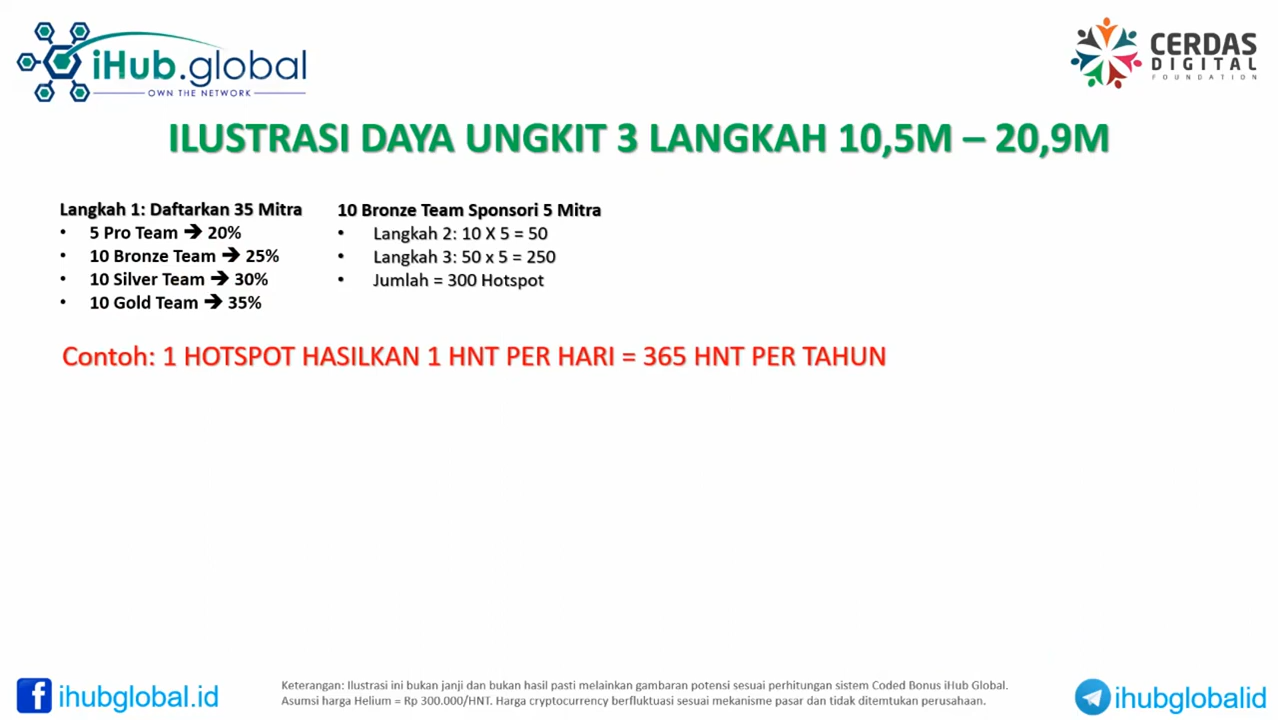 iHub.global
OWN THE NETWORK
CERDAS
DIGITAL
FOUNDATION
ILUSTRASI DAYA UNGKIT 3 LANGKAH 10,5M – 20,9M
Langkah 1: Daftarkan 35 Mitra
• 5 Pro Team ➔ 20%
• 10 Bronze Team ➔ 25%
• 10 Silver Team ➔ 30%
• 10 Gold Team ➔ 35%
10 Bronze Team Sponsori 5 Mitra
• Langkah 2: 10 X 5 = 50
• Langkah 3: 50 x 5 = 250
• Jumlah = 300 Hotspot
Contoh: 1 HOTSPOT HASILKAN 1 HNT PER HARI = 365 HNT PER TAHUN
ihubglobal.id
Keterangan: Ilustrasi ini bukan janji dan bukan hasil pasti melainkan gambaran potensi sesuai perhitungan sistem Coded Bonus iHub Global.
Asumsi harga Helium = Rp 300.000/HNT. Harga cryptocurrency berfluktuasi sesuai mekanisme pasar dan tidak ditemtukan perusahaan.
ihubglobalid